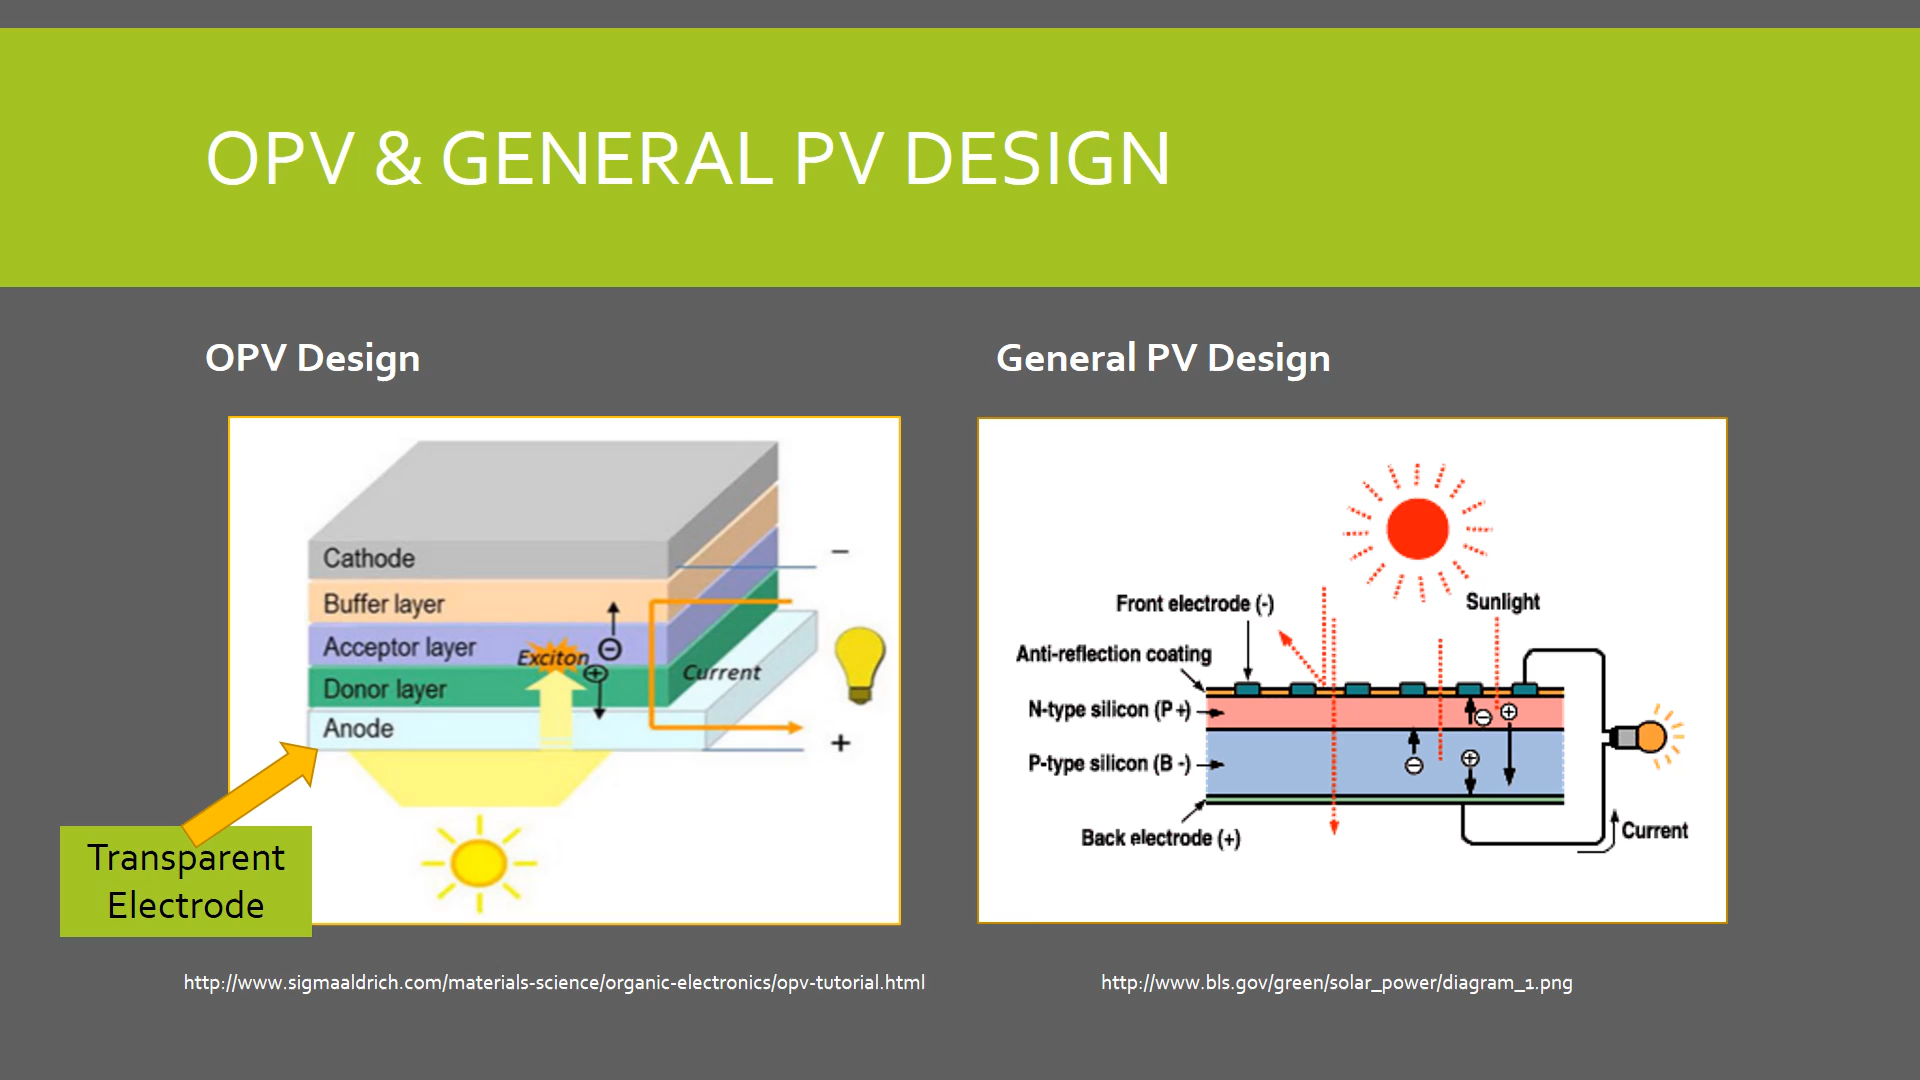 OPV & GENERAL PV DESIGN
OPV Design
Cathode
Buffer layer
Acceptor layer
Exciton
Donor layer
Anode
Current
−
+
Transparent
Electrode
http://www.sigmaaldrich.com/materials-science/organic-electronics/opv-tutorial.html
General PV Design
Front electrode (-)
Sunlight
Anti-reflection coating
N-type silicon (P+)
P-type silicon (B -)
Back electrode (+)
Current
http://www.bls.gov/green/solar_power/diagram_1.png